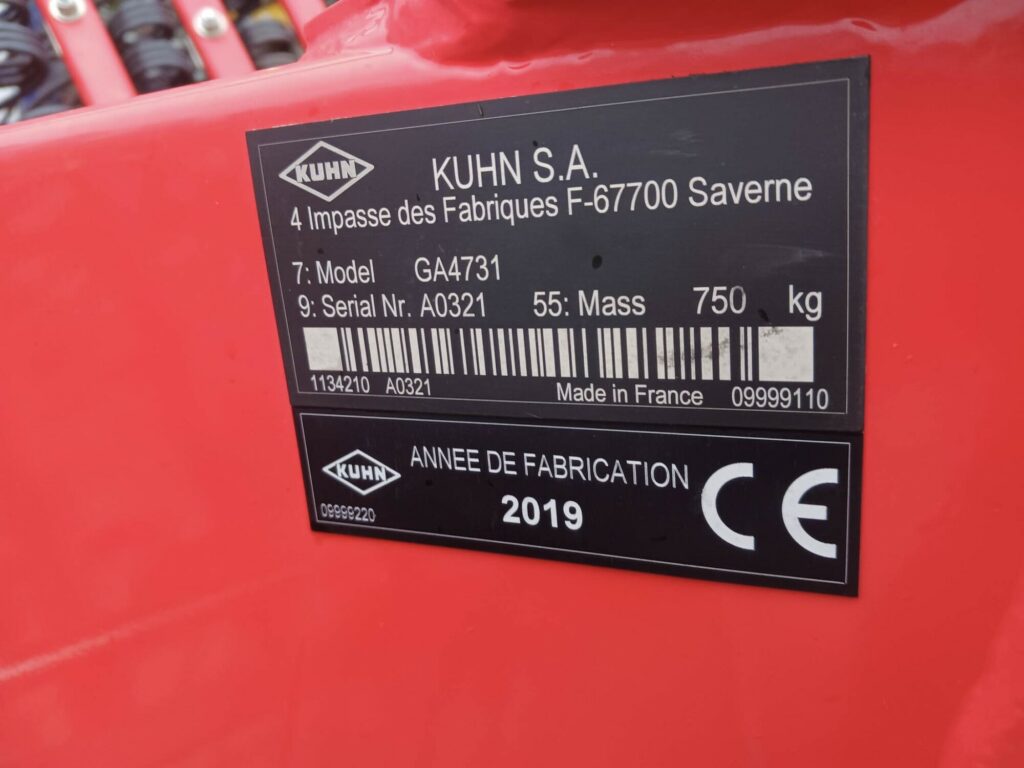 KUHN
KUHN S.A.
4 Impasse des Fabriques F-67700 Saverne
7: Model GA4731
9: Serial Nr. A0321 55: Mass 750 kg
1134210 A0321 Made in France 09999110
KUHN ANNEE DE FABRICATION
2019
09999220
CE